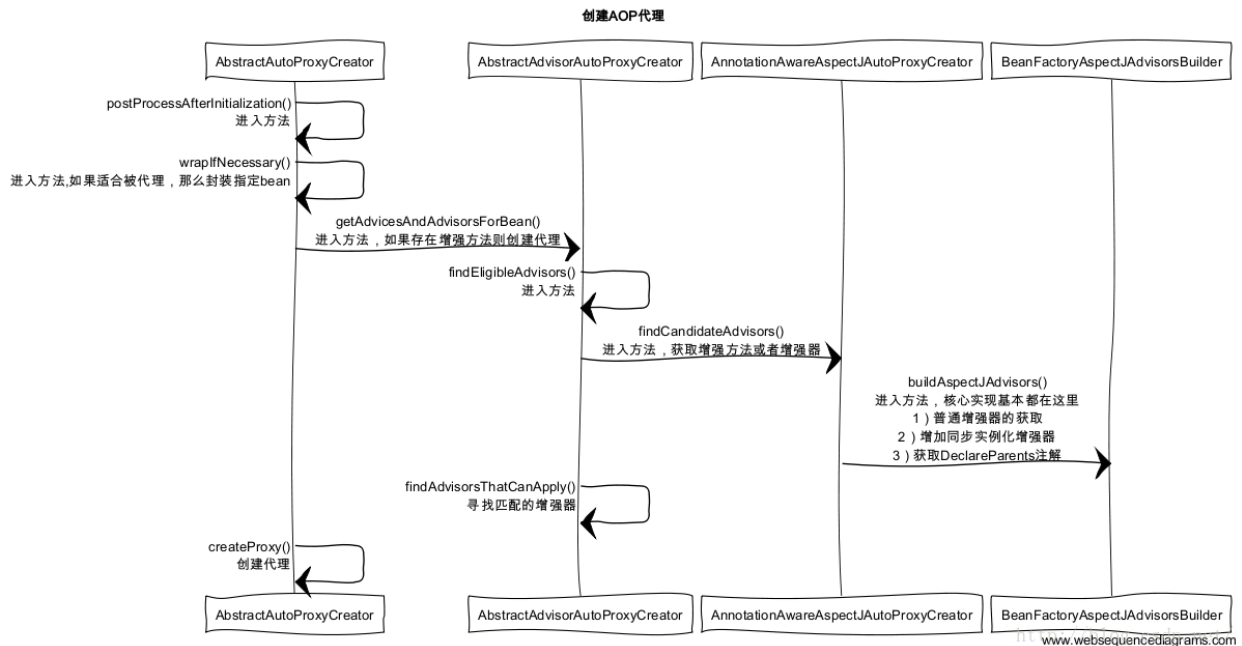 创建AOP代理
AbstractAutoProxyCreator
AbstractAdvisorAutoProxyCreator
AnnotationAwareAspectJAutoProxyCreator
BeanFactoryAspectJAdvisorsBuilder
postProcessAfterInitialization()
进入方法
wrapIfNecessary()
进入方法,如果适合被代理，那么封装指定bean
getAdvicesAndAdvisorsForBean()
进入方法，如果存在增强方法则创建代理
findEligibleAdvisors()
进入方法
findCandidateAdvisors()
进入方法，获取增强方法或者增强器
buildAspectJAdvisors()
进入方法，核心实现基本都在这里
1）普通增强器的获取
2）增加同步实例化增强器
3）获取DeclareParents注解
findAdvisorsThatCanApply()
寻找匹配的增强器
createProxy()
创建代理
AbstractAutoProxyCreator
AbstractAdvisorAutoProxyCreator
AnnotationAwareAspectJAutoProxyCreator
BeanFactoryAspectJAdvisorsBuilder
www.websequencediagrams.com